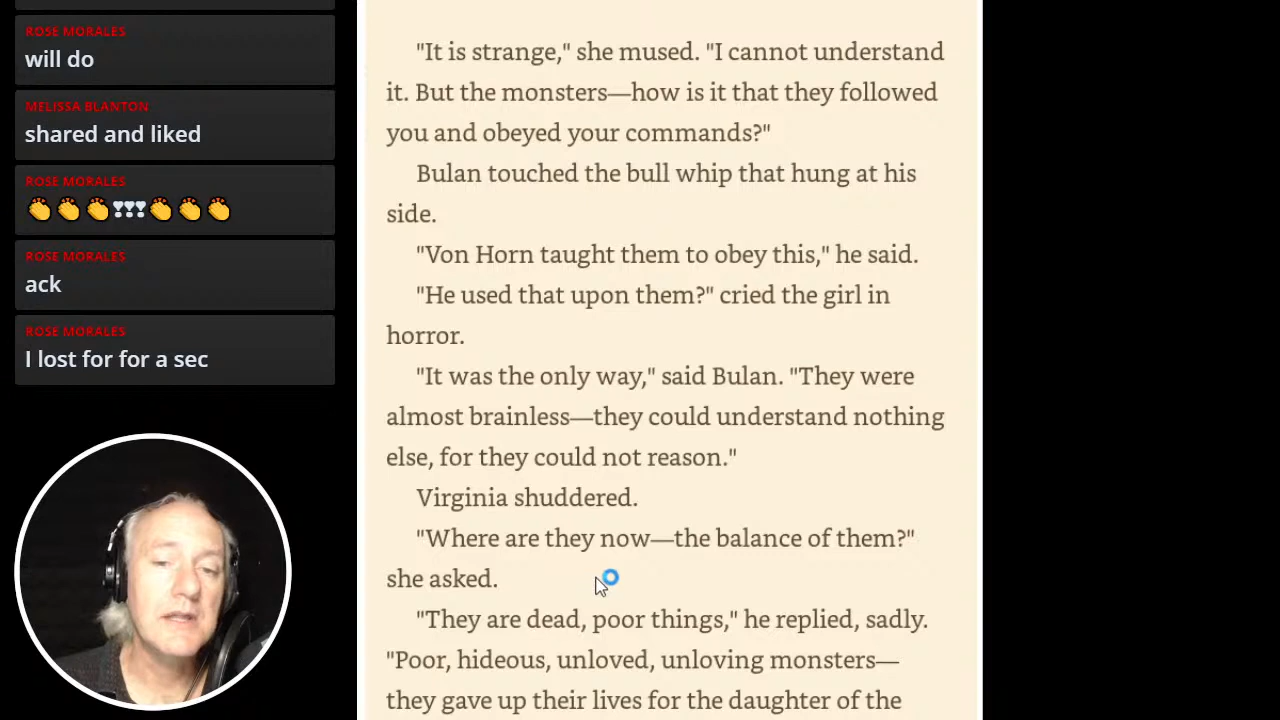 ROSE MORALES
will do
MELISSA BLANTON
shared and liked
ROSE MORALES
👏👏👏❣❣❣👏👏👏
ROSE MORALES
ack
ROSE MORALES
I lost for for a sec
"It is strange," she mused. "I cannot understand
it. But the monsters—how is it that they followed
you and obeyed your commands?"
Bulan touched the bull whip that hung at his
side.
"Von Horn taught them to obey this," he said.
"He used that upon them?" cried the girl in
horror.
"It was the only way," said Bulan. "They were
almost brainless—they could understand nothing
else, for they could not reason."
Virginia shuddered.
"Where are they now—the balance of them?"
she asked.
"They are dead, poor things," he replied, sadly.
"Poor, hideous, unloved, unloving monsters—
they gave up their lives for the daughter of the